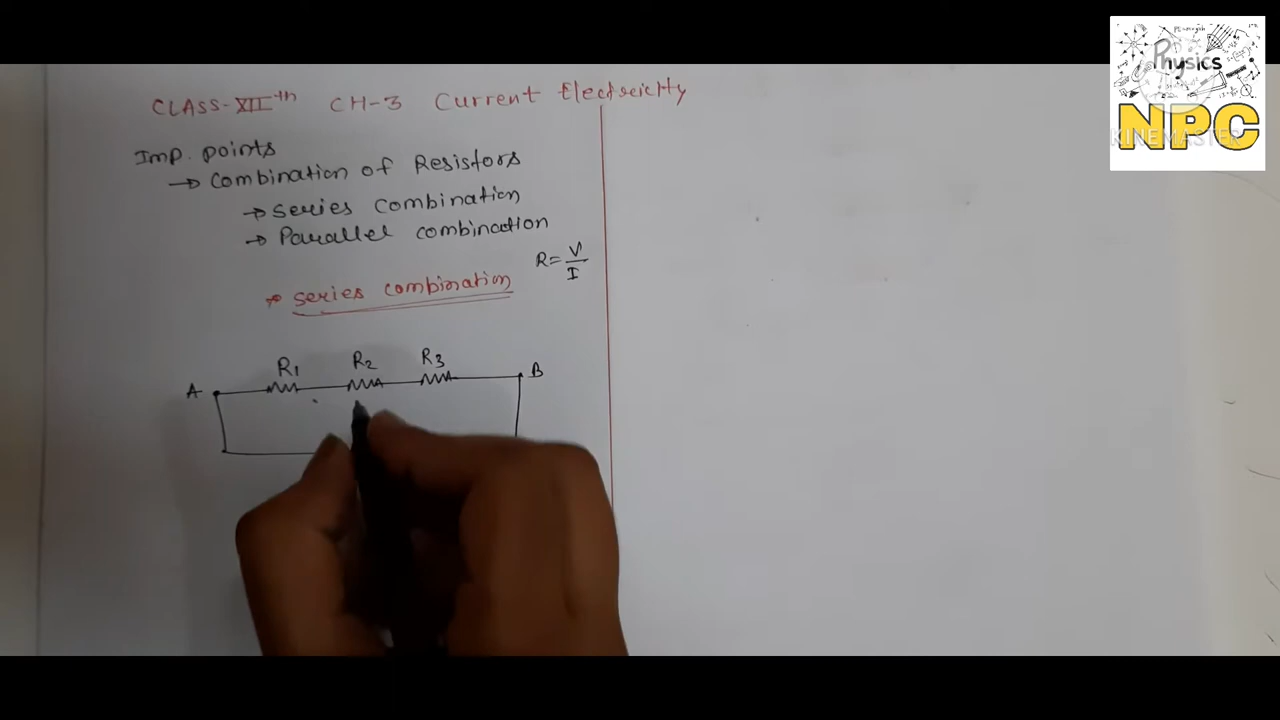 CLASS-XIIth CH-3 Current Electricity
Imp. points
→ Combination of Resistors
→ Series combination
→ Parallel combination
R = V/I
→ Series combination
R1 R2 R3
A B
Physics
NPC
KINEMASTER